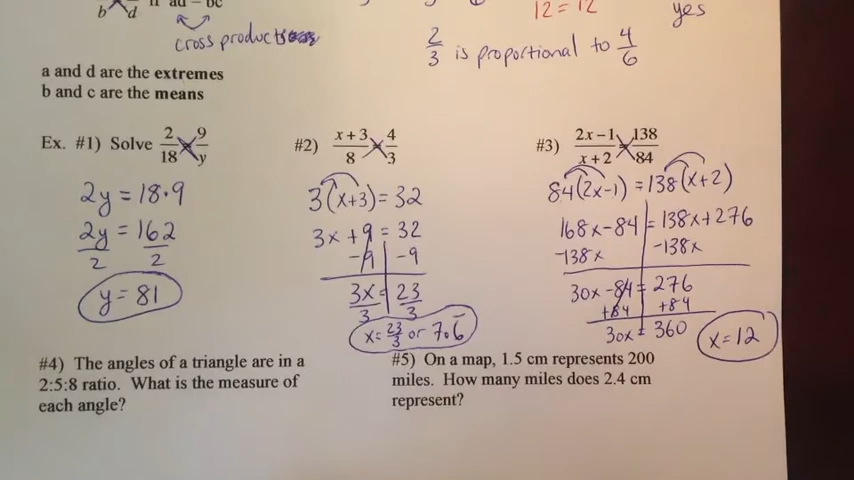 b d ad = bc
12 = 12
yes
cross products
2/3 is proportional to 4/6
a and d are the extremes
b and c are the means
Ex. #1) Solve 2/18 = 9/y
2y = 18·9
2y = 162
2 2
y = 81
#2) x+3/8 = 4/3
3(x+3) = 32
3x + 9 = 32
-9 -9
3x = 23
3 3
x = 23/3 or 7.6̅
#3) 2x−1/x+2 = 138/84
84(2x-1) = 138(x+2)
168x-84 = 138x+276
-138x -138x
30x-84 = 276
+84 +84
30x = 360
x=12
#4) The angles of a triangle are in a
2:5:8 ratio. What is the measure of
each angle?
#5) On a map, 1.5 cm represents 200
miles. How many miles does 2.4 cm
represent?